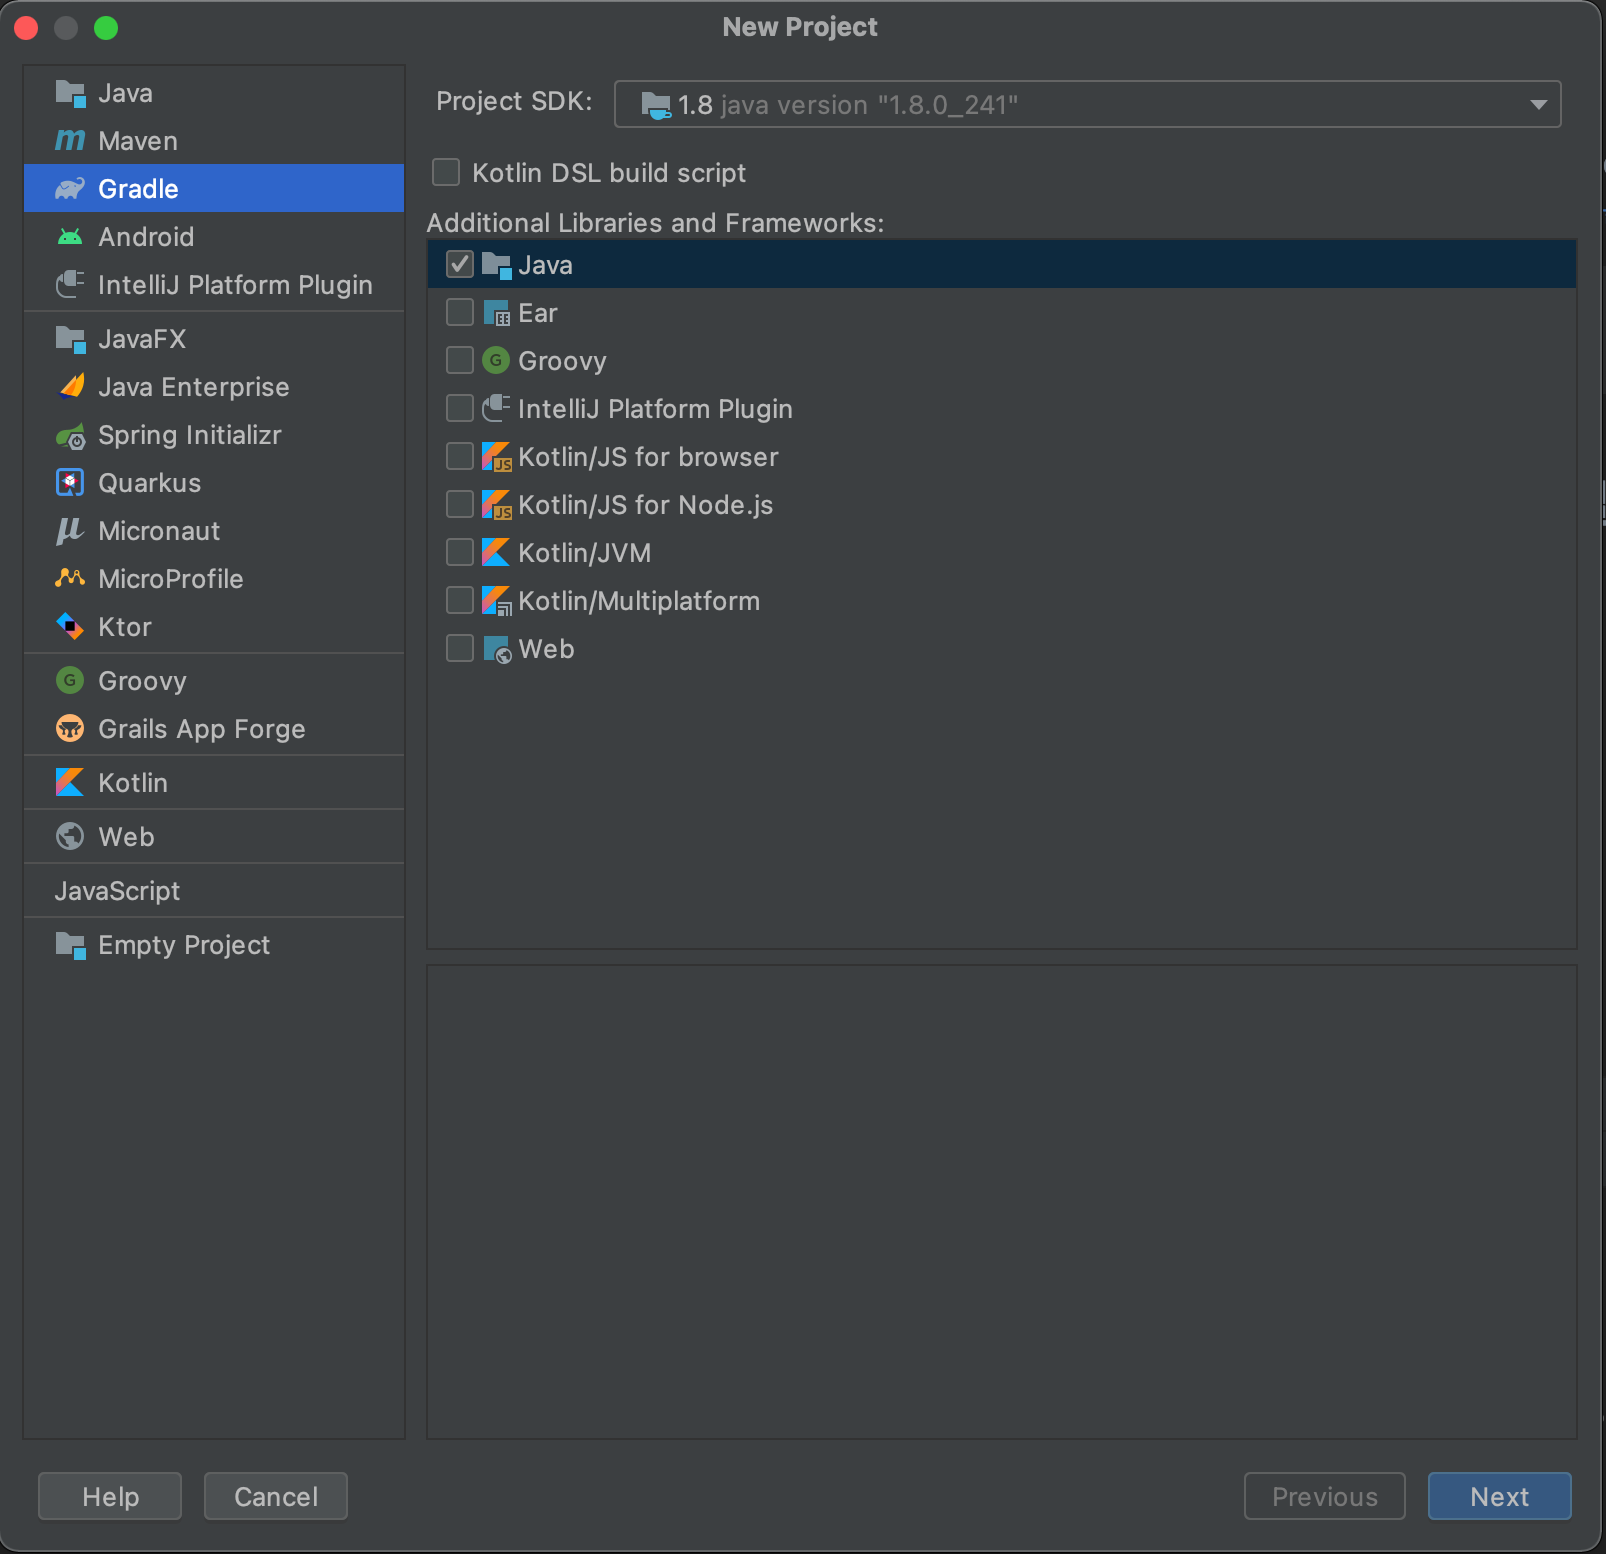 New Project
Java
Maven
Gradle
Android
IntelliJ Platform Plugin
JavaFX
Java Enterprise
Spring Initializr
Quarkus
Micronaut
MicroProfile
Ktor
Groovy
Grails App Forge
Kotlin
Web
JavaScript
Empty Project
Project SDK: 1.8 java version "1.8.0_241"
Kotlin DSL build script
Additional Libraries and Frameworks:
Java
Ear
Groovy
IntelliJ Platform Plugin
Kotlin/JS for browser
Kotlin/JS for Node.js
Kotlin/JVM
Kotlin/Multiplatform
Web
Help Cancel Previous Next